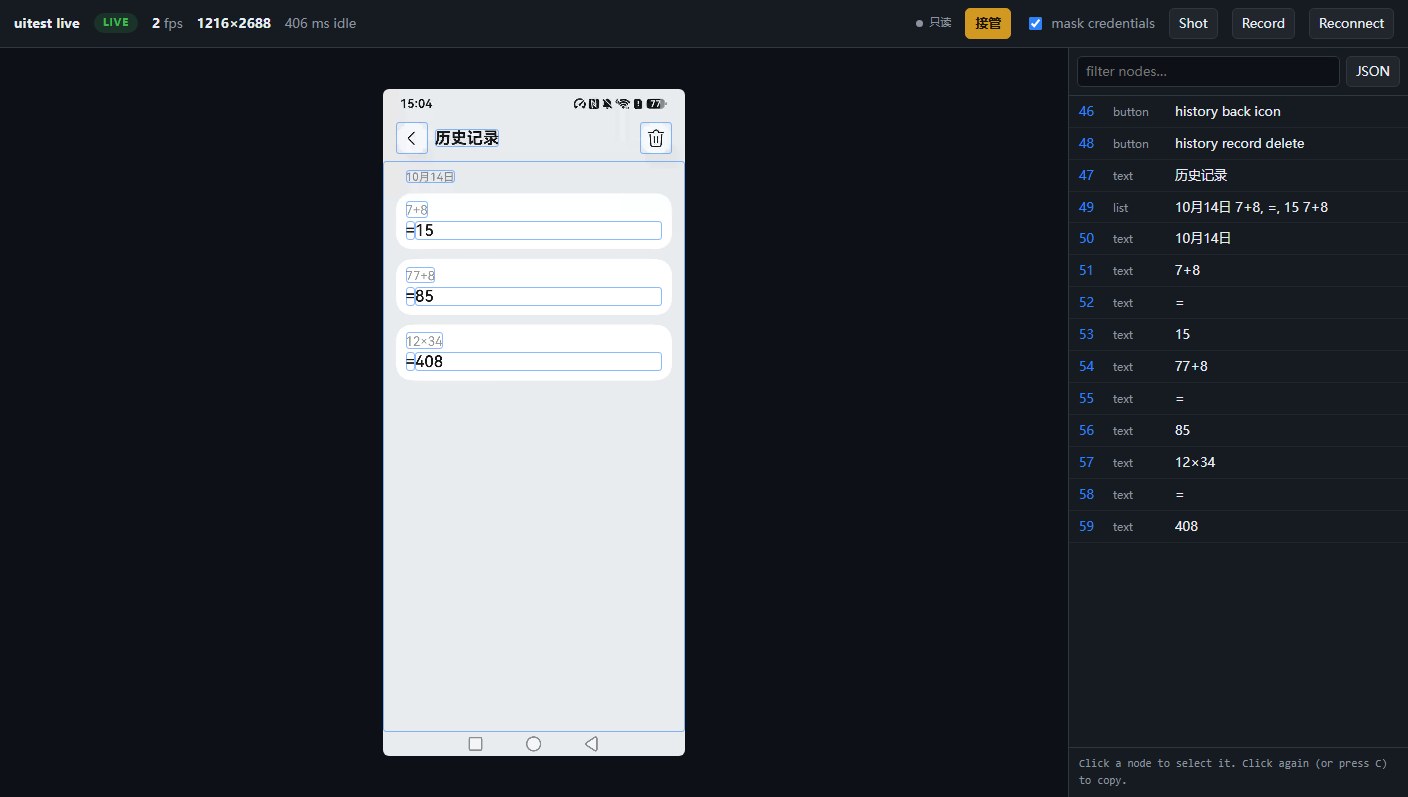 uitest live LIVE 2 fps 1216×2688 406 ms idle 只读 接管 mask credentials Shot Record Reconnect
15:04 77
历史记录
10月14日
7+8
=15
77+8
=85
12×34
=408
filter nodes... JSON
46 button history back icon
48 button history record delete
47 text 历史记录
49 list 10月14日 7+8, =, 15 7+8
50 text 10月14日
51 text 7+8
52 text =
53 text 15
54 text 77+8
55 text =
56 text 85
57 text 12×34
58 text =
59 text 408
Click a node to select it. Click again (or press C)
to copy.